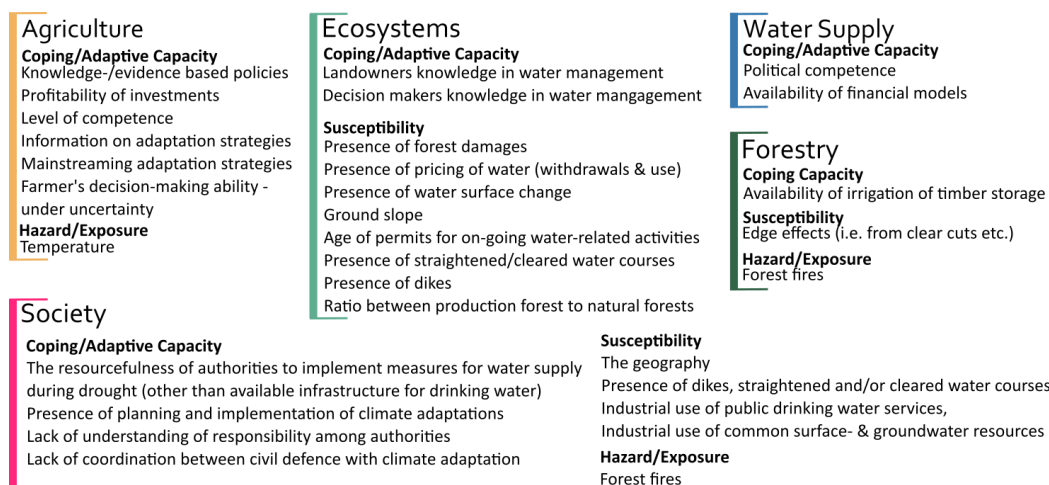 Agriculture
Coping/Adaptive Capacity
Knowledge-/evidence based policies
Profitability of investments
Level of competence
Information on adaptation strategies
Mainstreaming adaptation strategies
Farmer's decision-making ability -
under uncertainty
Hazard/Exposure
Temperature
Ecosystems
Coping/Adaptive Capacity
Landowners knowledge in water management
Decision makers knowledge in water mangagement
Susceptibility
Presence of forest damages
Presence of pricing of water (withdrawals & use)
Presence of water surface change
Ground slope
Age of permits for on-going water-related activities
Presence of straightened/cleared water courses
Presence of dikes
Ratio between production forest to natural forests
Water Supply
Coping/Adaptive Capacity
Political competence
Availability of financial models
Forestry
Coping Capacity
Availability of irrigation of timber storage
Susceptibility
Edge effects (i.e. from clear cuts etc.)
Hazard/Exposure
Forest fires
Society
Coping/Adaptive Capacity
The resourcefulness of authorities to implement measures for water supply
during drought (other than available infrastructure for drinking water)
Presence of planning and implementation of climate adaptations
Lack of understanding of responsibility among authorities
Lack of coordination between civil defence with climate adaptation
Susceptibility
The geography
Presence of dikes, straightened and/or cleared water courses
Industrial use of public drinking water services,
Industrial use of common surface- & groundwater resources
Hazard/Exposure
Forest fires